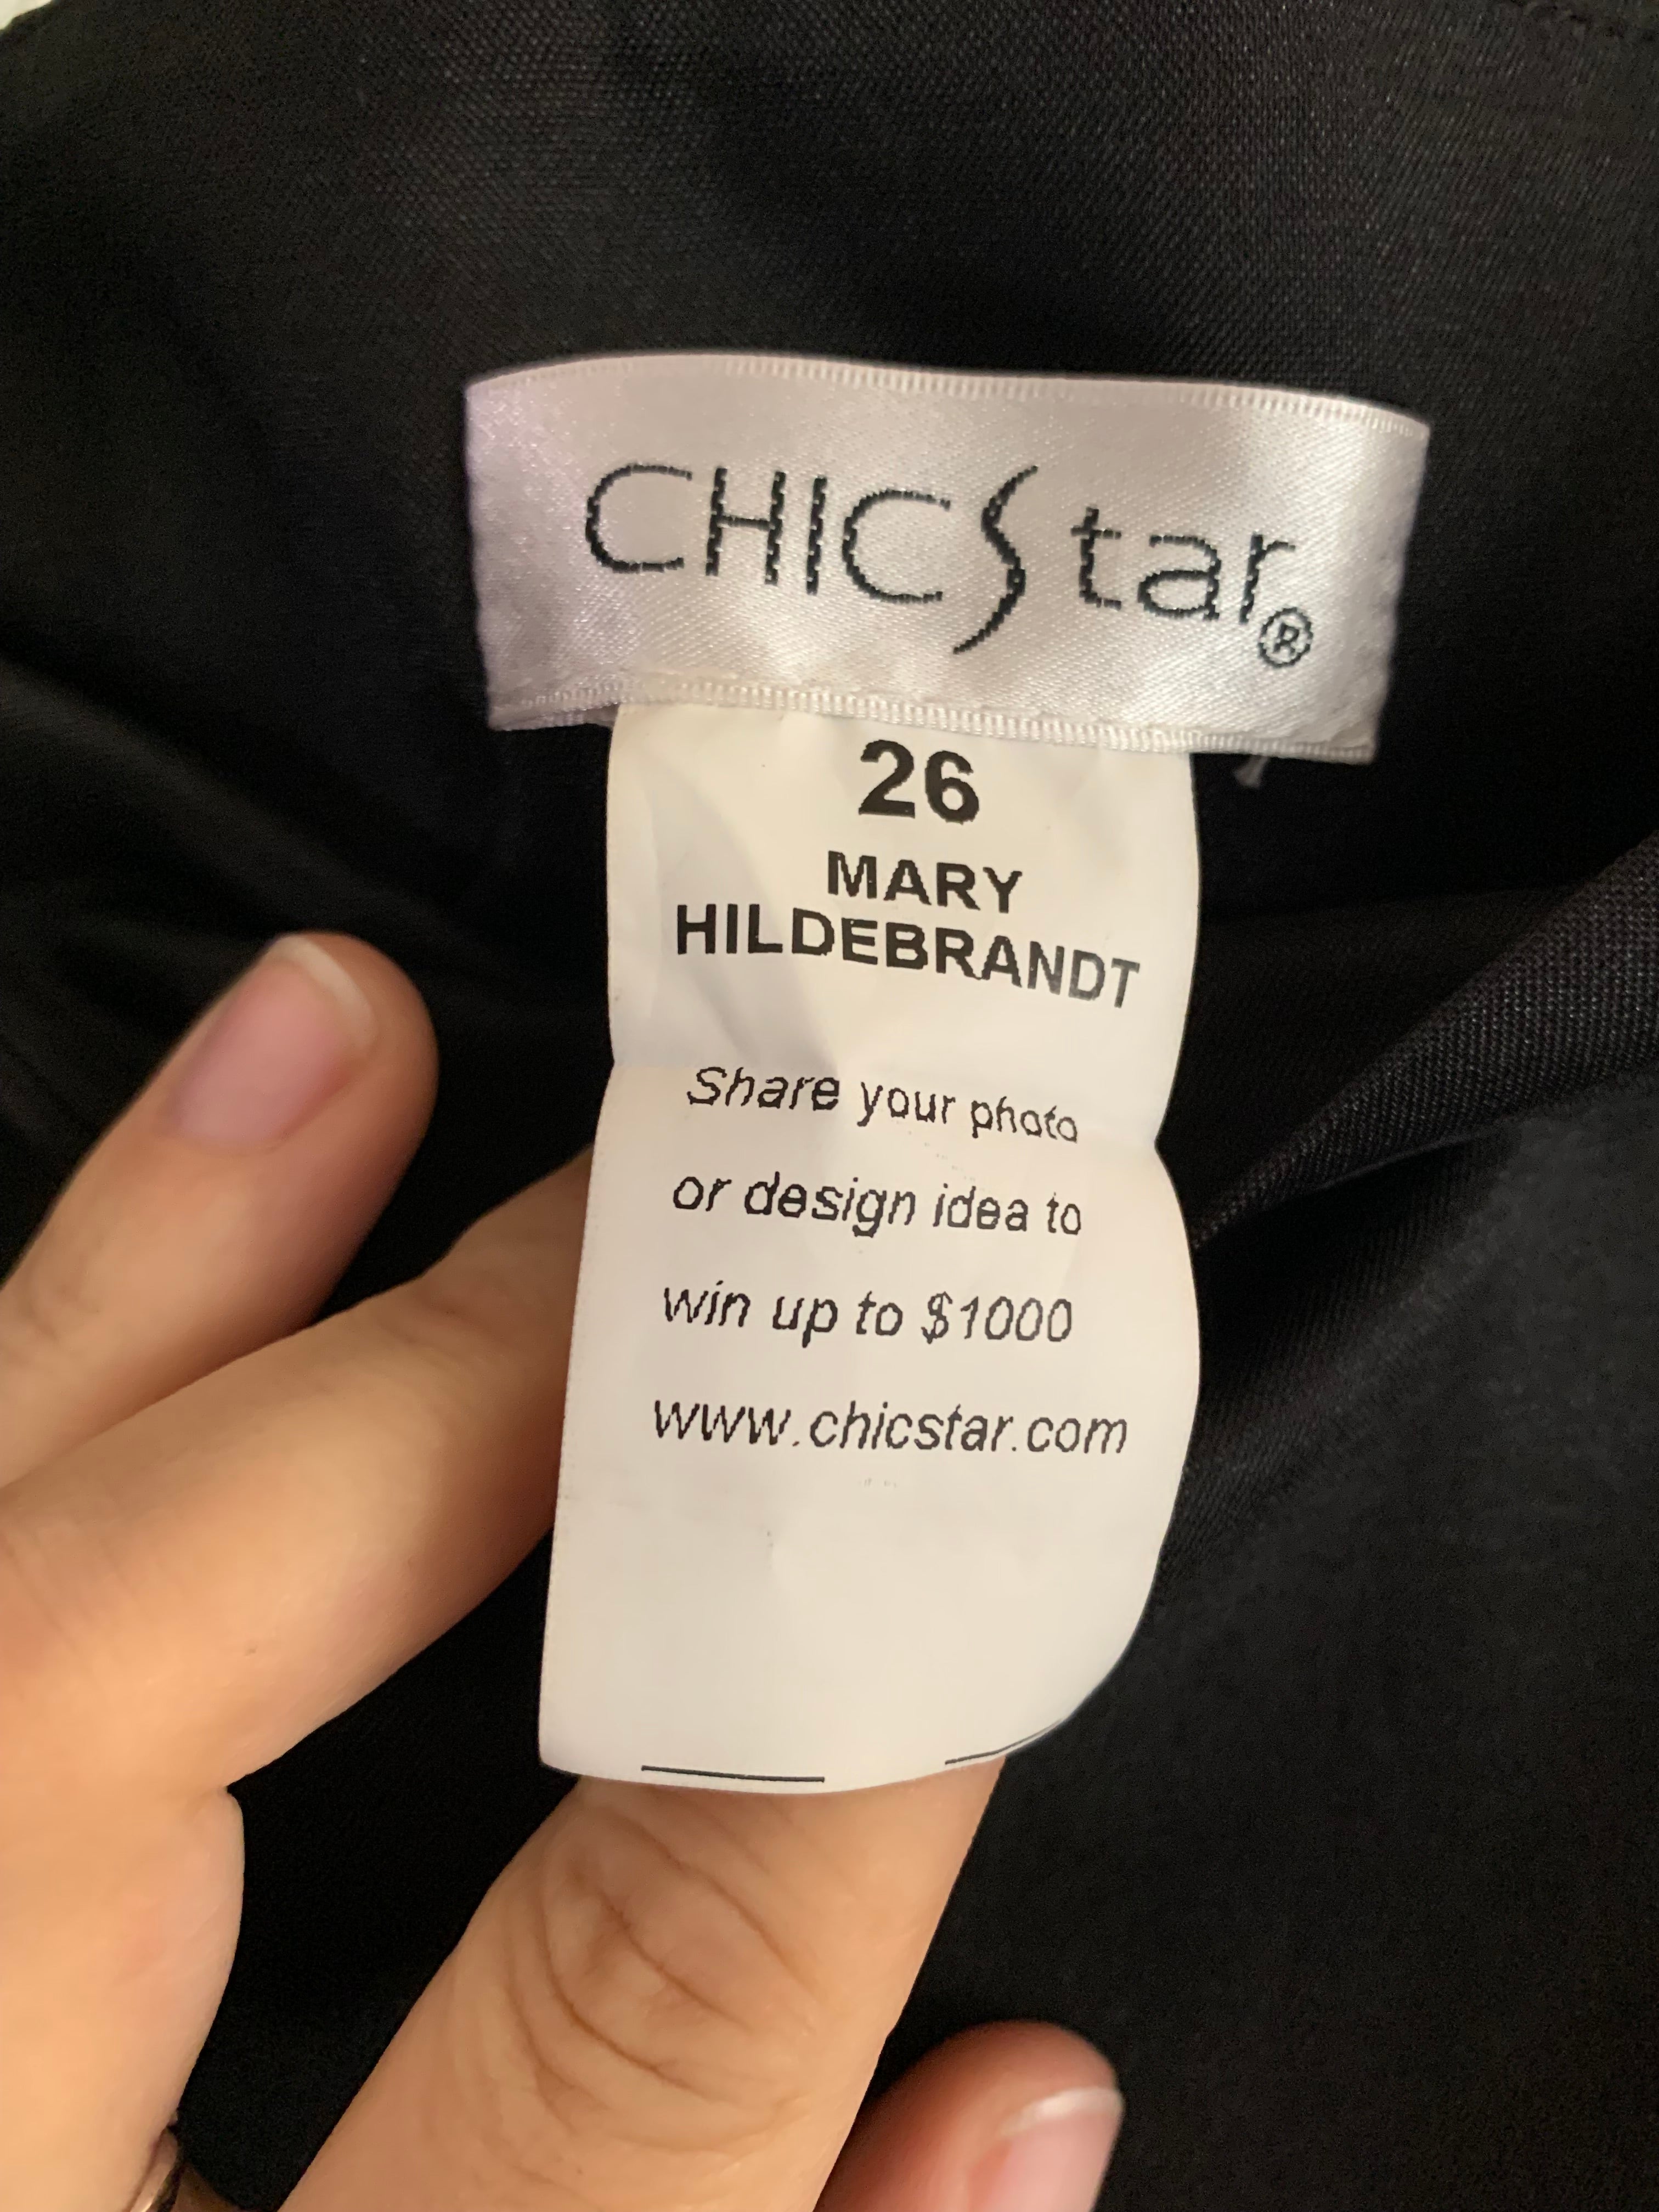 CHICStar®
26
MARY
HILDEBRANDT
Share your photo
or design idea to
win up to $1000
www.chicstar.com